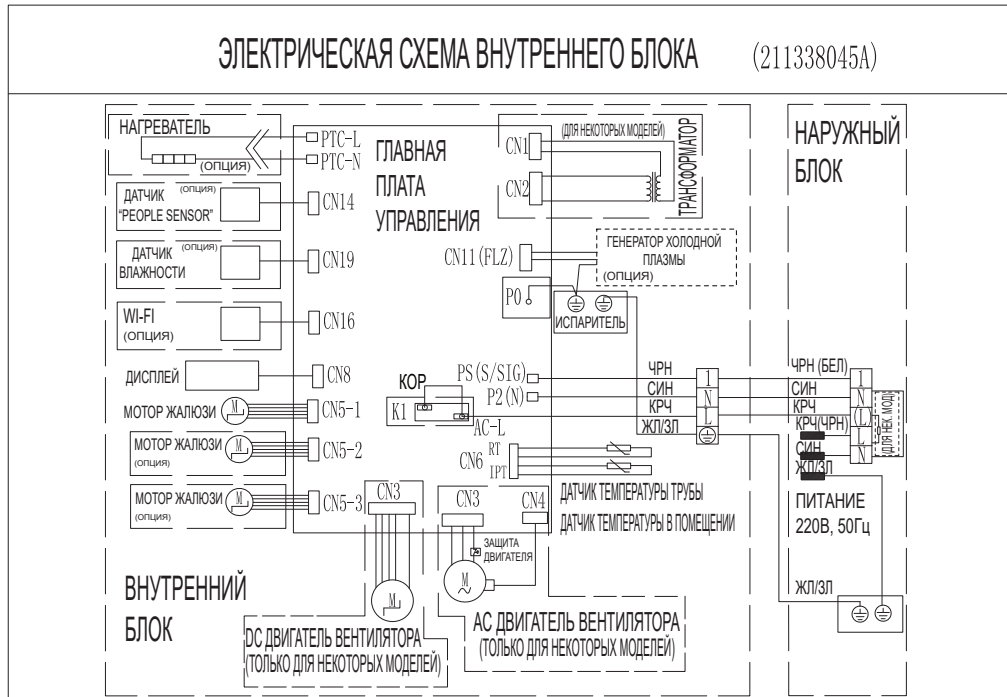 ЭЛЕКТРИЧЕСКАЯ СХЕМА ВНУТРЕННЕГО БЛОКА (211338045A)
НАГРЕВАТЕЛЬ
(ОПЦИЯ)
PTC-L
PTC-N
ДАТЧИК
"PEOPLE SENSOR"
(ОПЦИЯ)
CN14
ДАТЧИК
ВЛАЖНОСТИ
(ОПЦИЯ)
CN19
WI-FI
(ОПЦИЯ)
CN16
ДИСПЛЕЙ
CN8
МОТОР ЖАЛЮЗИ
M
CN5-1
МОТОР ЖАЛЮЗИ
(ОПЦИЯ)
M
CN5-2
МОТОР ЖАЛЮЗИ
(ОПЦИЯ)
M
CN5-3
ВНУТРЕННИЙ
БЛОК
ГЛАВНАЯ
ПЛАТА
УПРАВЛЕНИЯ
(ДЛЯ НЕКОТОРЫХ МОДЕЛЕЙ)
CN1
CN2
ТРАНСФОРМАТОР
CN11(FLZ)
ГЕНЕРАТОР ХОЛОДНОЙ
ПЛАЗМЫ
(ОПЦИЯ)
P0
ИСПАРИТЕЛЬ
КОР
K1
PS(S/SIG)
P2(N)
AC-L
CN6
RT
IPT
ЧРН
СИН
КРЧ
ЖЛ/ЗЛ
1
N
L
ДАТЧИК ТЕМПЕРАТУРЫ ТРУБЫ
ДАТЧИК ТЕМПЕРАТУРЫ В ПОМЕЩЕНИИ
CN3
M
DC ДВИГАТЕЛЬ ВЕНТИЛЯТОРА
(ТОЛЬКО ДЛЯ НЕКОТОРЫХ МОДЕЛЕЙ)
CN3
CN4
ЗАЩИТА
ДВИГАТЕЛЯ
M
AC ДВИГАТЕЛЬ ВЕНТИЛЯТОРА
(ТОЛЬКО ДЛЯ НЕКОТОРЫХ МОДЕЛЕЙ)
НАРУЖНЫЙ
БЛОК
ЧРН (БЕЛ)
СИН
КРЧ
КРЧ(ЧРН)
СИН
ЖЛ/ЗЛ
1
N
(L)
L
N
(ДЛЯ НЕК. МОД)
ПИТАНИЕ
220В, 50Гц
ЖЛ/ЗЛ